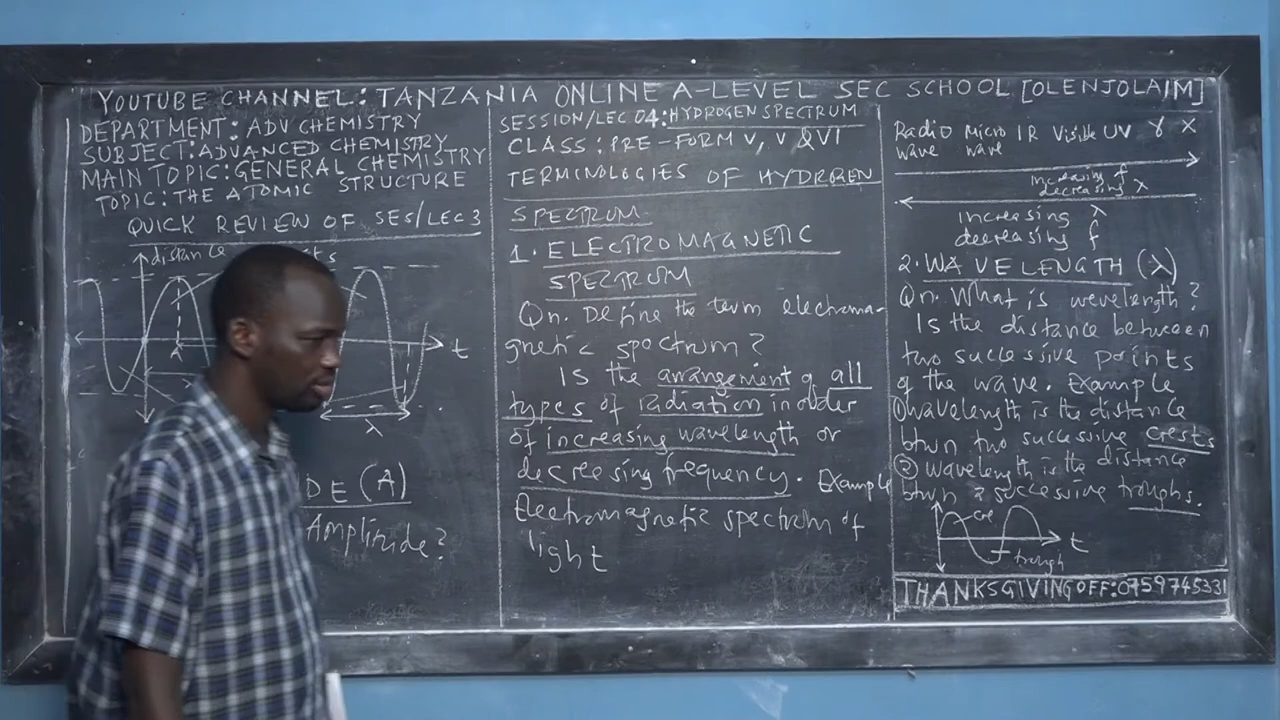 YOUTUBE CHANNEL: TANZANIA ONLINE A-LEVEL SEC SCHOOL [OLENJOLAIM]
DEPARTMENT: ADV CHEMISTRY
SUBJECT: ADVANCED CHEMISTRY
MAIN TOPIC: GENERAL CHEMISTRY
TOPIC: THE ATOMIC STRUCTURE
QUICK REVIEW OF SES/LEC 3
distance
A
t
λ
DE (A)
Amplitude?
SESSION/LEC 04: HYDROGEN SPECTRUM
CLASS: PRE-FORM V, V & VI
TERMINOLOGIES OF HYDROREN
SPECTRUM
1. ELECTROMAGNETIC
SPECTRUM
Qn. Define the term electroma-
gnetic spectrum?
Is the arrangement of all
types of radiation in order
of increasing wavelength or
decreasing frequency. Example
Electromagnetic spectrum of
light
Radio Micro IR Visible UV γ X
wave wave
increasing f
decreasing λ
increasing λ
decreasing f
2. WAVELENGTH (λ)
Qn. What is wevelength?
Is the distance between
two successive points
of the wave. Example
① wavelength is the distance
btwn two successive crests
② wavelength is the distance
btwn 2 successive troughs.
t
trough
THANKSGIVING OFF: 0759745331